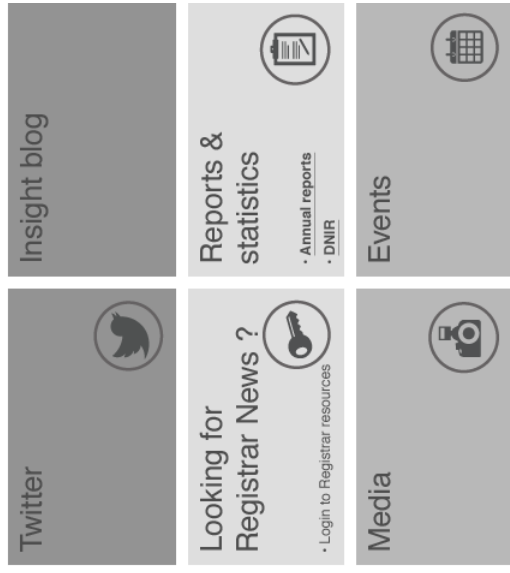 Twitter
Insight blog
Looking for
Registrar News ?
· Login to Registrar resources
Reports &
statistics
· Annual reports
· DNIR
Media
Events